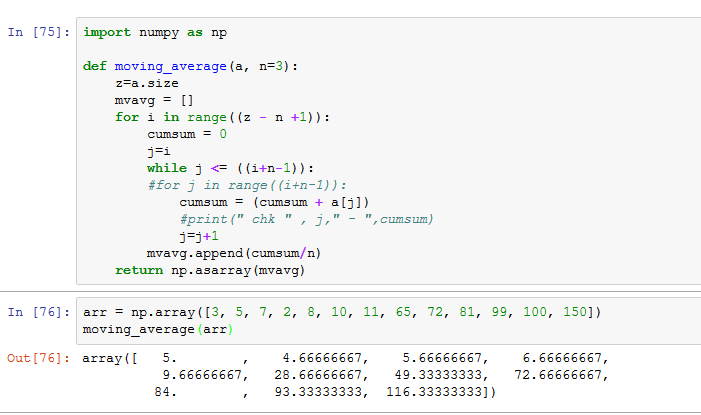 In [75]: import numpy as np

def moving_average(a, n=3):
    z=a.size
    mvavg = []
    for i in range((z - n +1)):
        cumsum = 0
        j=i
        while j <= ((i+n-1)):
        #for j in range((i+n-1)):
            cumsum = (cumsum + a[j])
            #print(" chk " , j," - ",cumsum)
            j=j+1
        mvavg.append(cumsum/n)
    return np.asarray(mvavg)
In [76]: arr = np.array([3, 5, 7, 2, 8, 10, 11, 65, 72, 81, 99, 100, 150])
moving_average(arr)
Out[76]: array([   5.        ,    4.66666667,    5.66666667,    6.66666667,
          9.66666667,   28.66666667,   49.33333333,   72.66666667,
         84.        ,   93.33333333,  116.33333333])